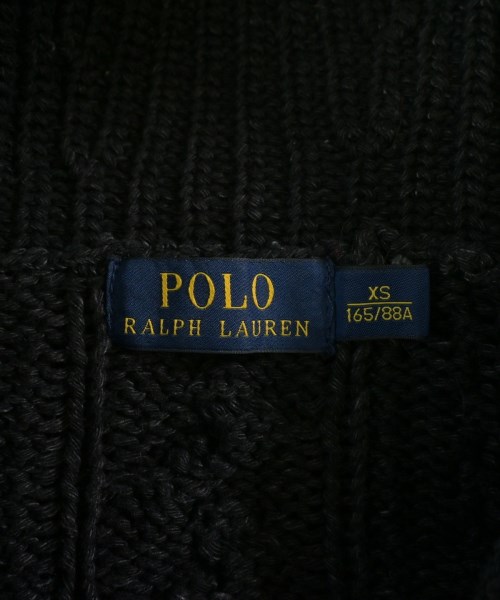 POLO
RALPH LAUREN
XS
165/88A